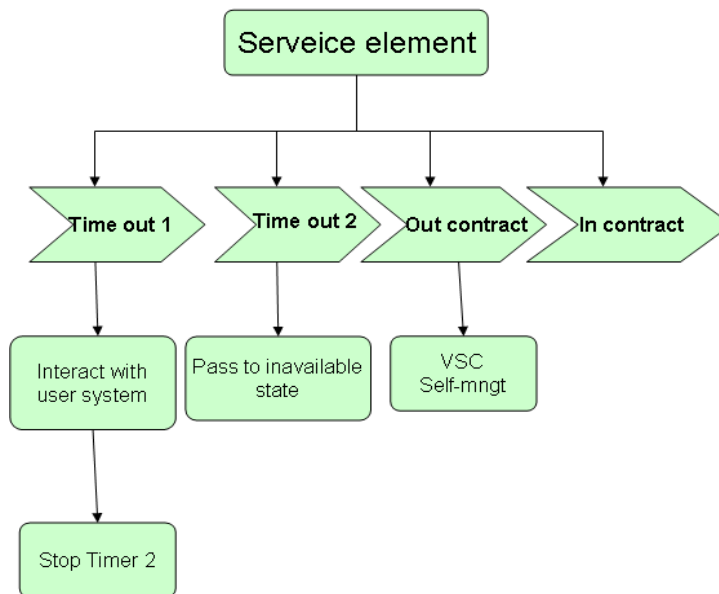 Serveice element
Time out 1
Time out 2
Out contract
In contract
Interact with
user system
Pass to inavailable
state
VSC
Self-mngt
Stop Timer 2